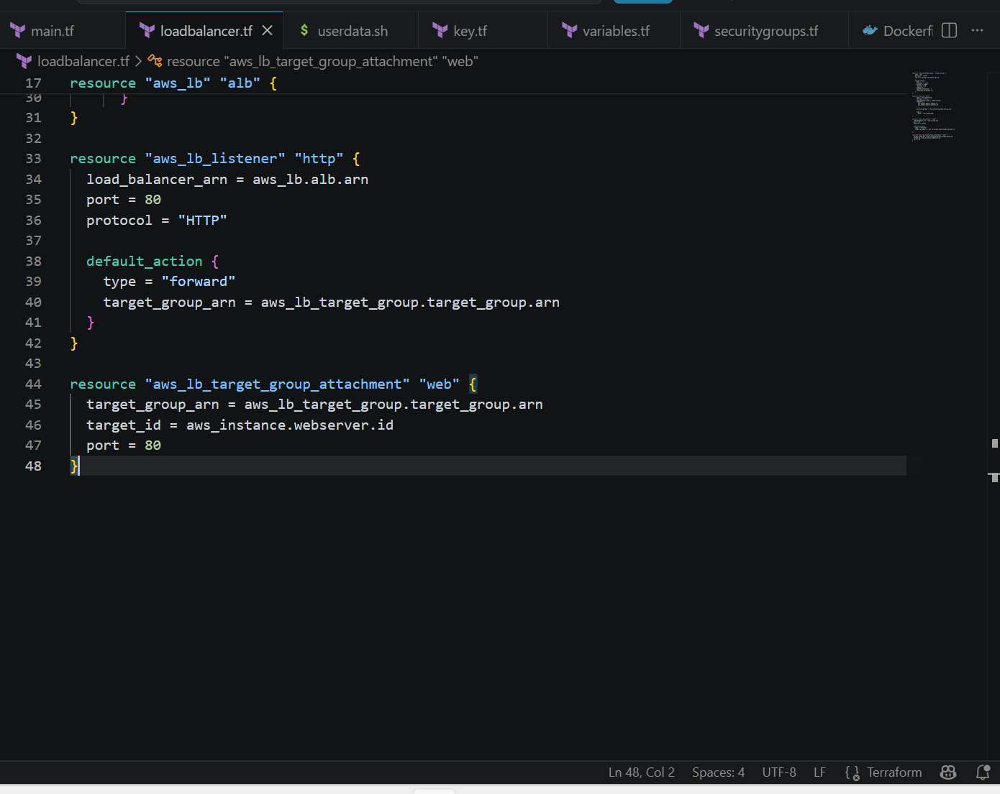 main.tf
loadbalancer.tf
$ userdata.sh
key.tf
variables.tf
securitygroups.tf
Dockerfi
loadbalancer.tf > resource "aws_lb_target_group_attachment" "web"
17 resource "aws_lb" "alb" {
30 }
31 }
32
33 resource "aws_lb_listener" "http" {
34 load_balancer_arn = aws_lb.alb.arn
35 port = 80
36 protocol = "HTTP"
37
38 default_action {
39 type = "forward"
40 target_group_arn = aws_lb_target_group.target_group.arn
41 }
42 }
43
44 resource "aws_lb_target_group_attachment" "web" {
45 target_group_arn = aws_lb_target_group.target_group.arn
46 target_id = aws_instance.webserver.id
47 port = 80
48 }
Ln 48, Col 2 Spaces: 4 UTF-8 LF Terraform